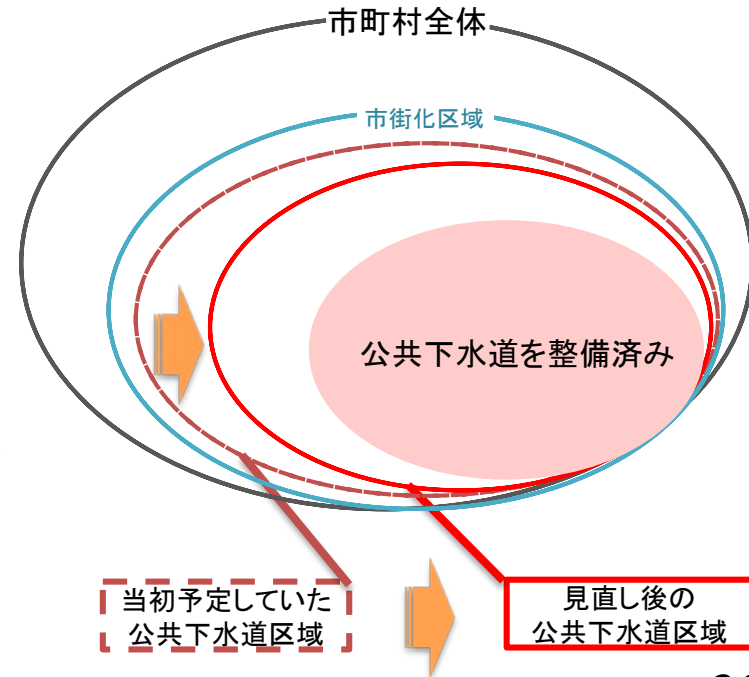 市町村全体
市街化区域
公共下水道を整備済み
当初予定していた
公共下水道区域
見直し後の
公共下水道区域